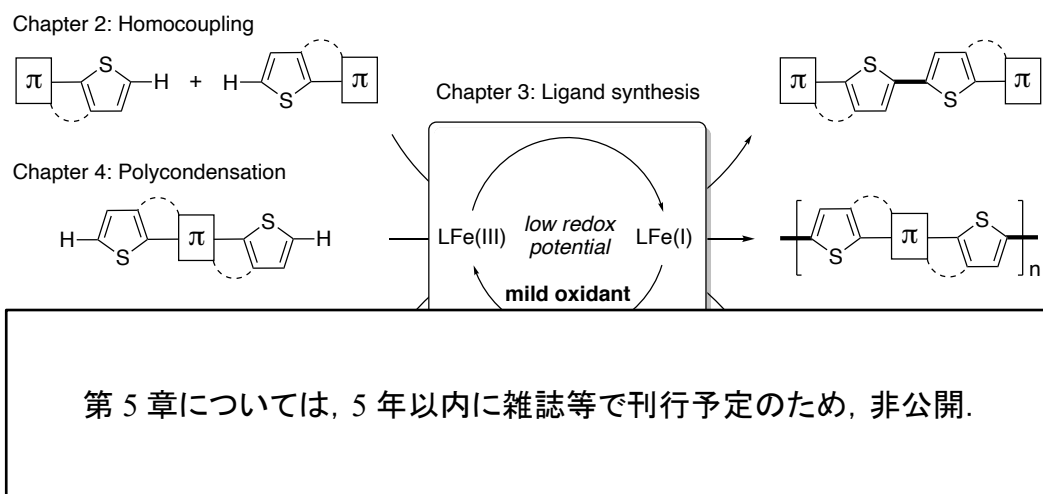 Chapter 2: Homocoupling
π S H + H S π
Chapter 3: Ligand synthesis
π S S π
Chapter 4: Polycondensation
H S π S H
LFe(III) low redox potential LFe(I)
mild oxidant
S π S n
第 5 章については, 5 年以内に雑誌等で刊行予定のため, 非公開.